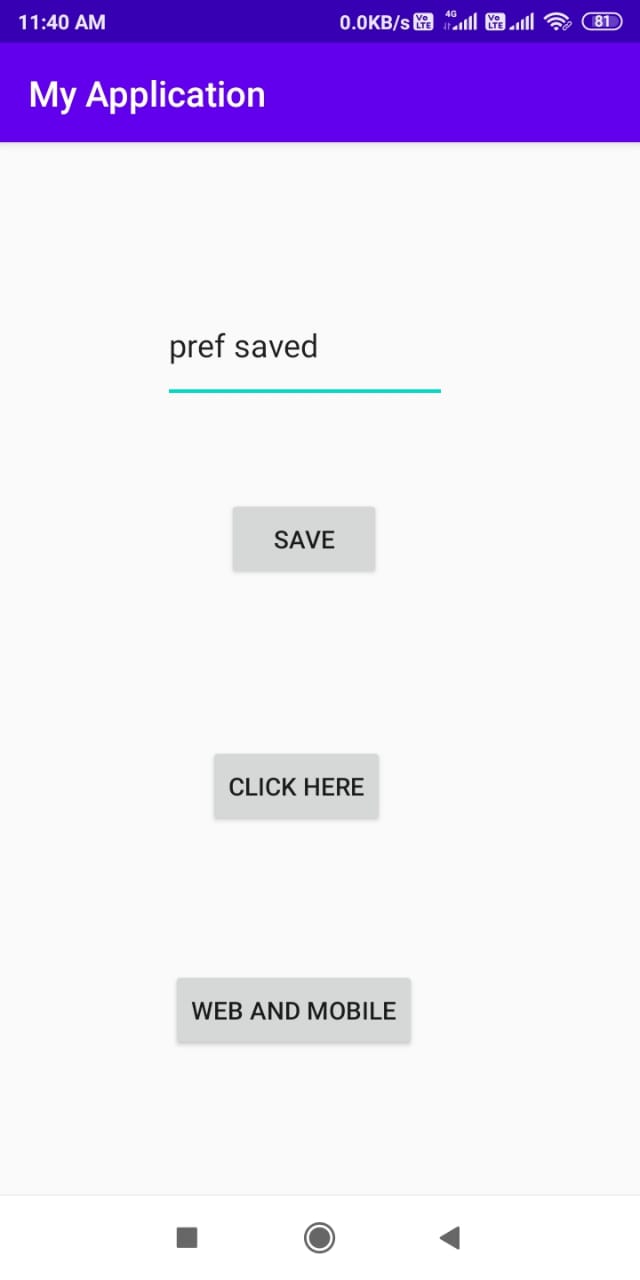 11:40 AM 0.0KB/s Vo LTE 4G Vo LTE 81
My Application
pref saved
SAVE
CLICK HERE
WEB AND MOBILE